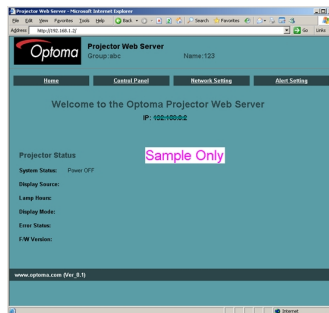 Projector Web Server - Microsoft Internet Explorer
File Edit View Favorites Tools Help Back Search Favorites
Address http://192.168.1.2/ Go Links
Optoma
Projector Web Server
Group:abc Name:123
Home Control Panel Network Setting Alert Setting
Welcome to the Optoma Projector Web Server
IP:
Projector Status
Sample Only
System Status: Power OFF
Display Source:
Lamp Hours:
Display Mode:
Error Status:
F/W Version:
www.optoma.com (Ver_0.1)
Internet